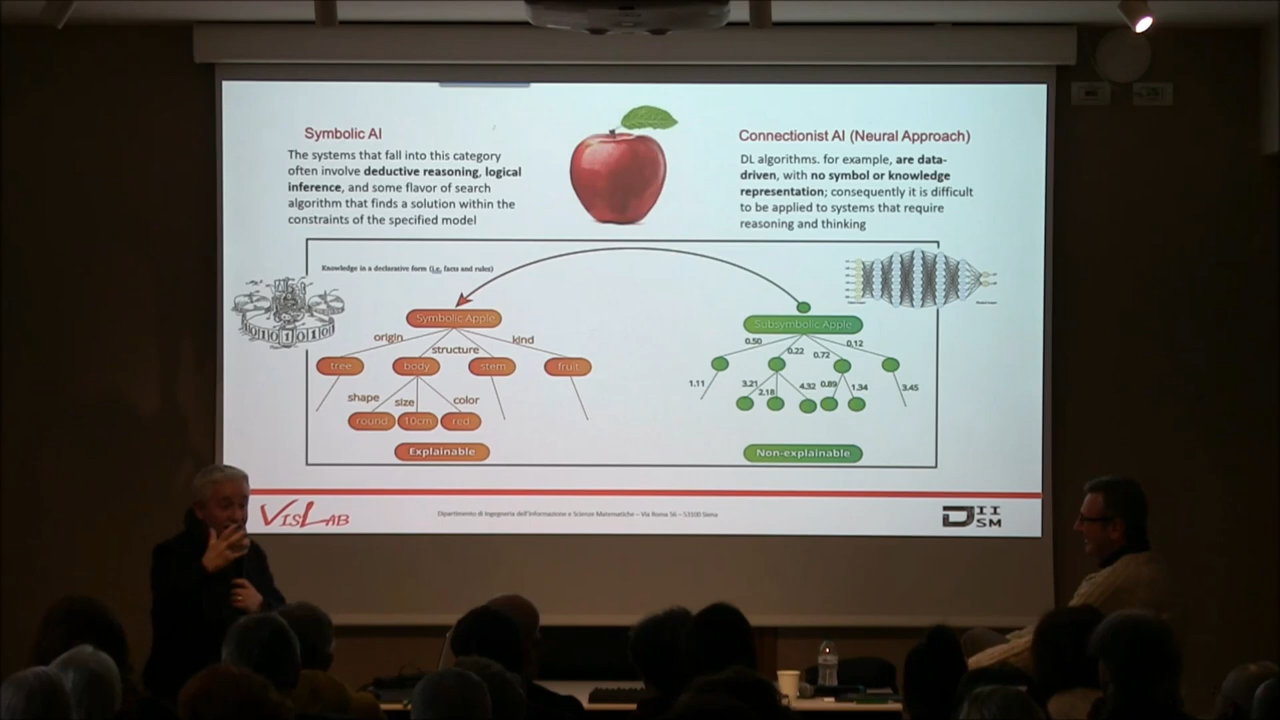 Symbolic AI
The systems that fall into this category
often involve deductive reasoning, logical
inference, and some flavor of search
algorithm that finds a solution within the
constraints of the specified model
Connectionist AI (Neural Approach)
DL algorithms. for example, are data-
driven, with no symbol or knowledge
representation; consequently it is difficult
to be applied to systems that require
reasoning and thinking
Knowledge in a declarative form (i.e, facts and rules)
Symbolic Apple
origin
structure
kind
tree
body
stem
fruit
shape
size
color
round
10cm
red
Explainable
Subsymbolic Apple
0.50
0.22
0.72
0.12
1.11
3.21
2.18
4.32
0.89
1.34
3.45
Non-explainable
VISLAB
Dipartimento di Ingegneria dell'Informazione e Scienze Matematiche – Via Roma 56 – 53100 Siena
DII
SM